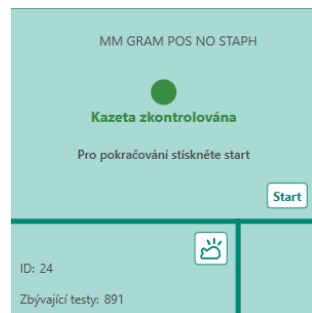 MM GRAM POS NO STAPH
Kazeta zkontrolována
Pro pokračování stiskněte start
Start
ID: 24
Zbývající testy: 891